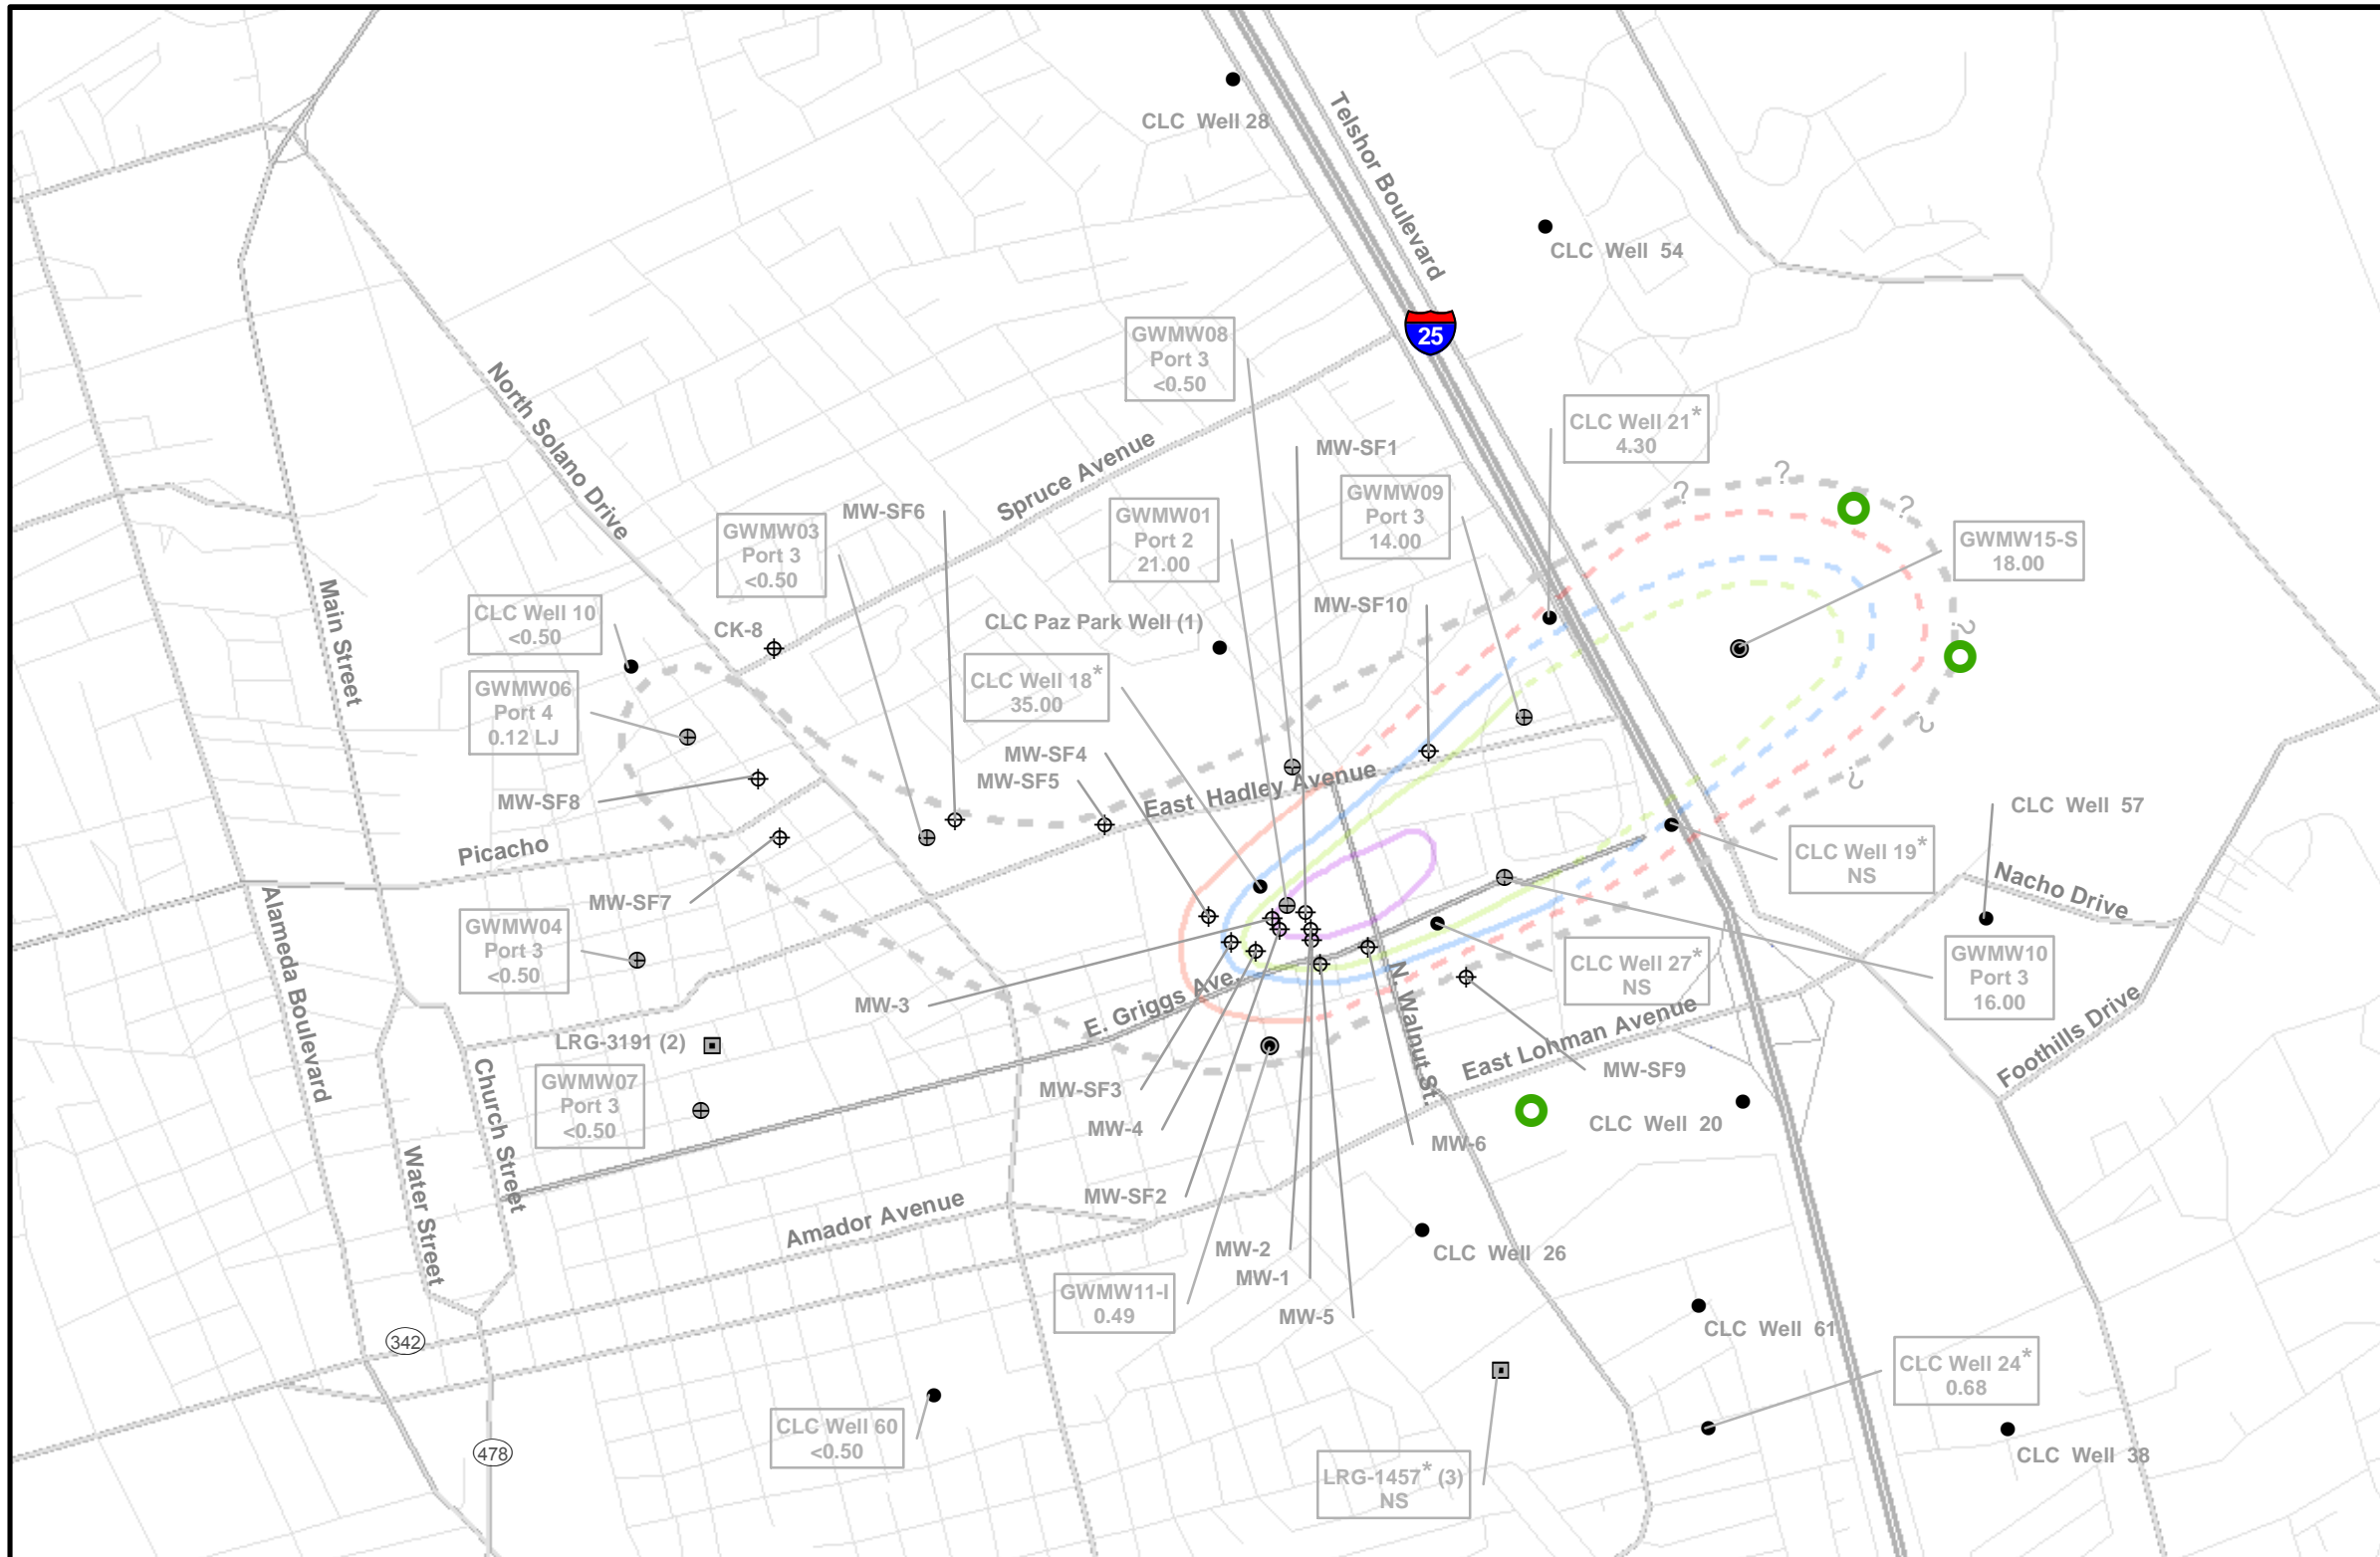 CLC Well 28
Telshor Boulevard
CLC Well 54
25
GWMW08
Port 3
<0.50
MW-SF1
CLC Well 21*
4.30
North Solano Drive
Spruce Avenue
GWMW09
Port 3
14.00
MW-SF6
GWMW03
Port 3
<0.50
GWMW01
Port 2
21.00
?
?
?
?
?
?
GWMW15-S
18.00
Main Street
CLC Well 10
<0.50
CK-8
CLC Paz Park Well (1)
MW-SF10
GWMW06
Port 4
0.12 LJ
CLC Well 18*
35.00
MW-SF4
MW-SF5
East Hadley Avenue
MW-SF8
CLC Well 57
Picacho
CLC Well 19*
NS
Nacho Drive
MW-SF7
Alameda Boulevard
GWMW04
Port 3
<0.50
CLC Well 27*
NS
GWMW10
Port 3
16.00
MW-3
E. Griggs Ave.
N. Walnut St.
East Lohman Avenue
Foothills Drive
LRG-3191 (2)
GWMW07
Port 3
<0.50
Church Street
MW-SF3
MW-SF9
MW-4
CLC Well 20
MW-6
Water Street
MW-SF2
Amador Avenue
MW-2
CLC Well 26
MW-1
GWMW11-I
0.49
MW-5
CLC Well 61
342
CLC Well 24*
0.68
CLC Well 60
<0.50
478
CLC Well 38
LRG-1457* (3)
NS